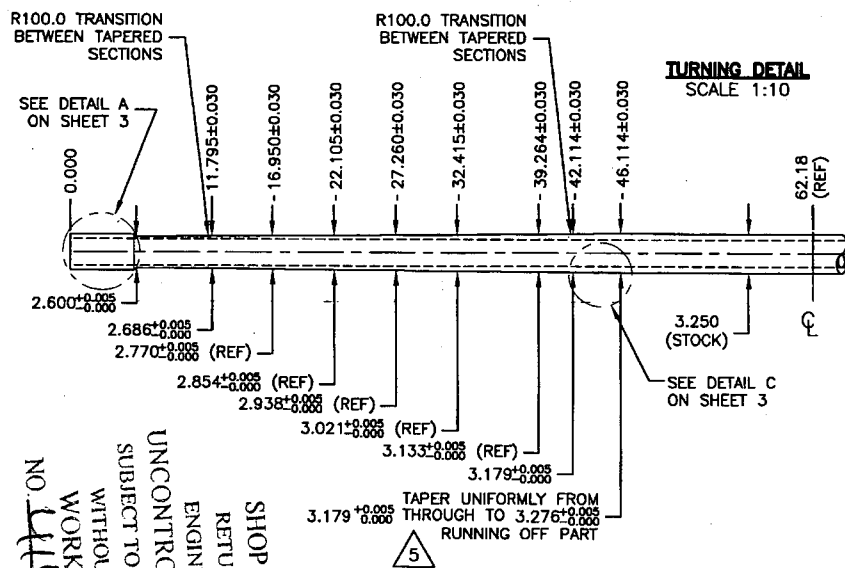 R100.0 TRANSITION
BETWEEN TAPERED
SECTIONS
R100.0 TRANSITION
BETWEEN TAPERED
SECTIONS
TURNING DETAIL
SCALE 1:10
SEE DETAIL A
ON SHEET 3
0.000
11.795±0.030
16.950±0.030
22.105±0.030
27.260±0.030
32.415±0.030
39.264±0.030
42.114±0.030
46.114±0.030
62.18
(REF)
2.600+0.005
-0.000
2.686+0.005
-0.000
2.770+0.005
-0.000 (REF)
2.854+0.005
-0.000 (REF)
2.938+0.005
-0.000 (REF)
3.021+0.005
-0.000 (REF)
3.133+0.005
-0.000 (REF)
3.179+0.005
-0.000
3.250
(STOCK)
SEE DETAIL C
ON SHEET 3
TAPER UNIFORMLY FROM
3.179 +0.005
0.000 THROUGH TO 3.276+0.005
-0.000
RUNNING OFF PART
5
SHOP
RETU
ENGIN
UNCONTRO
SUBJECT TO
WITHOU
WORK
NO.